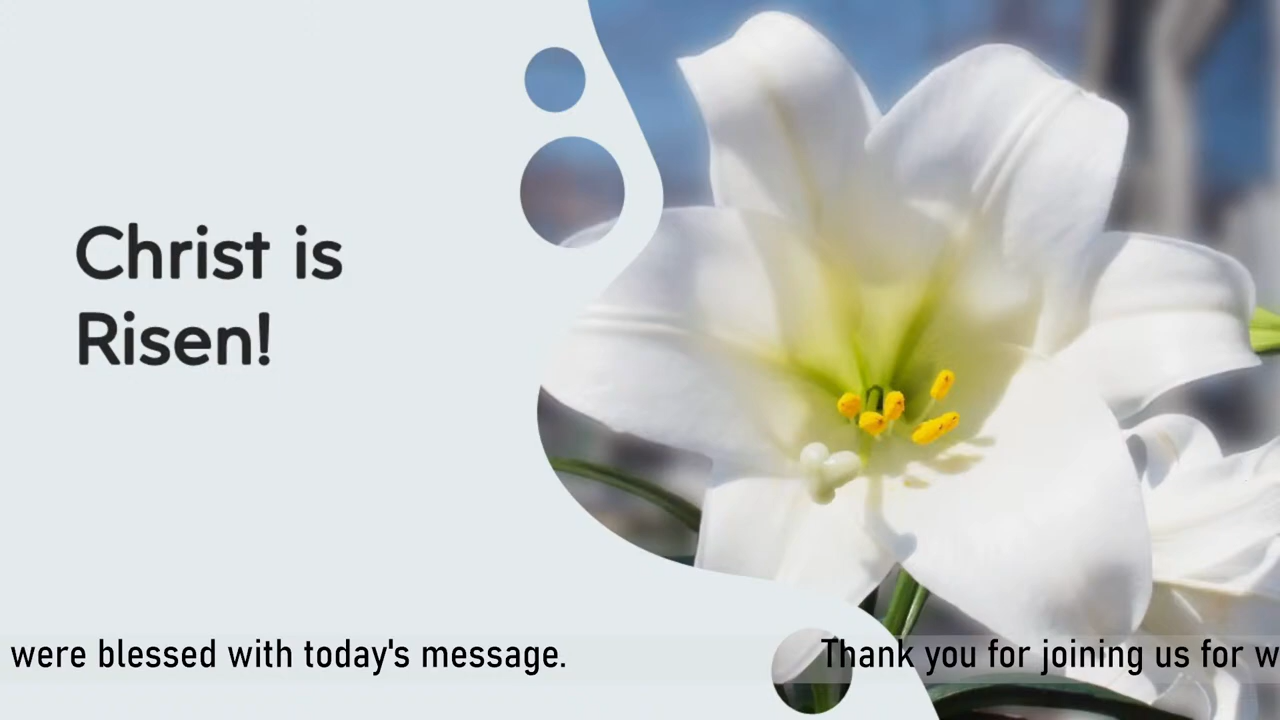 Christ is
Risen!
were blessed with today's message. Thank you for joining us for w